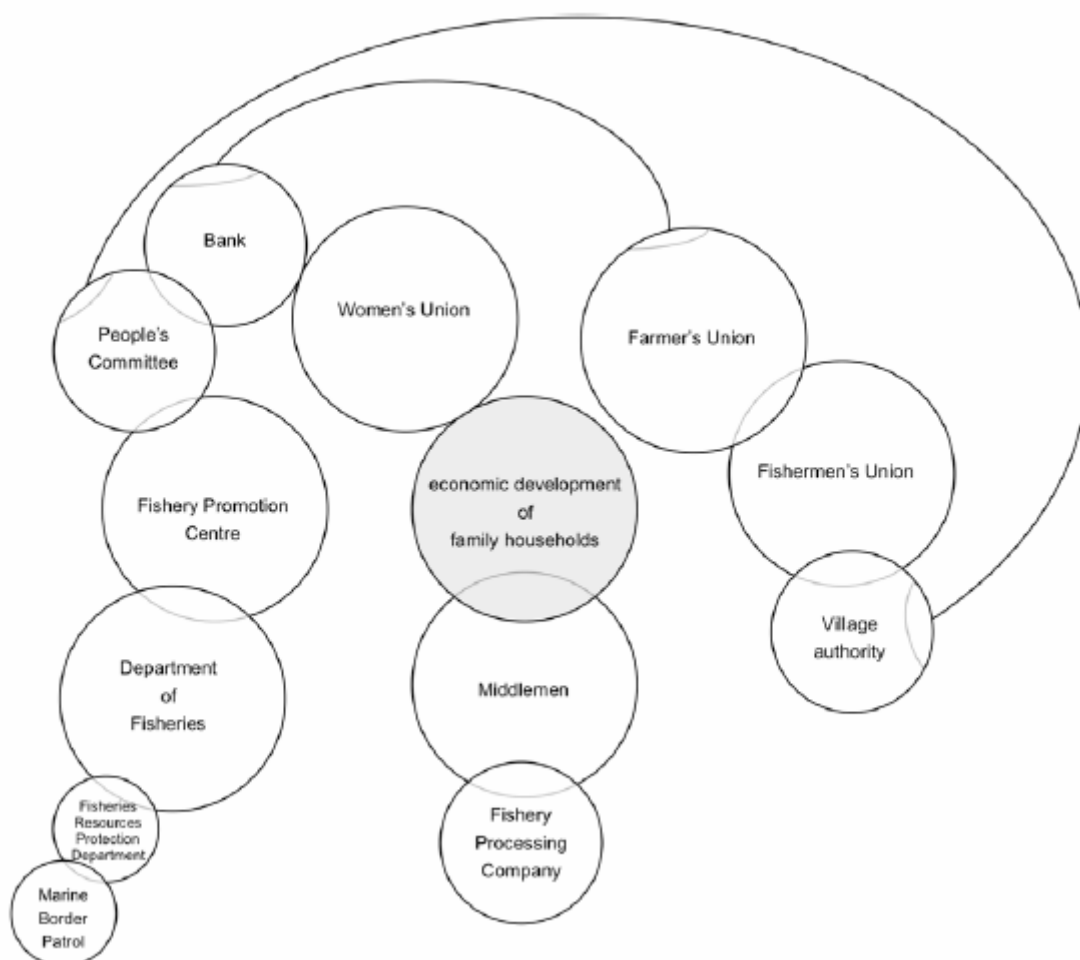 Bank
Women's Union
People's
Committee
Farmer's Union
Fishermen's Union
economic development
of
family households
Fishery Promotion
Centre
Village
authority
Department
of
Fisheries
Middlemen
Fisheries
Resources
Protection
Department
Fishery
Processing
Company
Marine
Border
Patrol